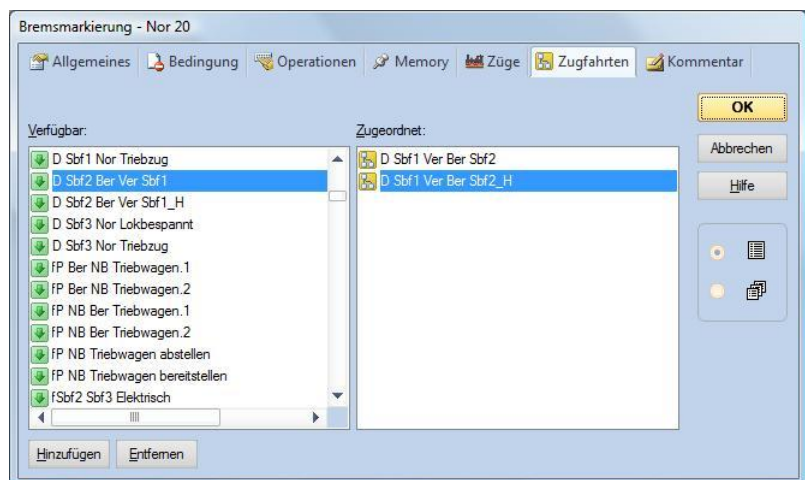 Bremsmarkierung - Nor 20
Allgemeines Bedingung Operationen Memory Züge Zugfahrten Kommentar
Verfügbar:
D Sbf1 Nor Triebzug
D Sbf2 Ber Ver Sbf1
D Sbf2 Ber Ver Sbf1_H
D Sbf3 Nor Lokbespannt
D Sbf3 Nor Triebzug
fP Ber NB Triebwagen.1
fP Ber NB Triebwagen.2
fP NB Ber Triebwagen.1
fP NB Ber Triebwagen.2
fP NB Triebwagen abstellen
fP NB Triebwagen bereitstellen
fSbf2 Sbf3 Elektrisch
Hinzufügen Entfernen
Zugeordnet:
D Sbf1 Ver Ber Sbf2
D Sbf1 Ver Ber Sbf2_H
OK
Abbrechen
Hilfe